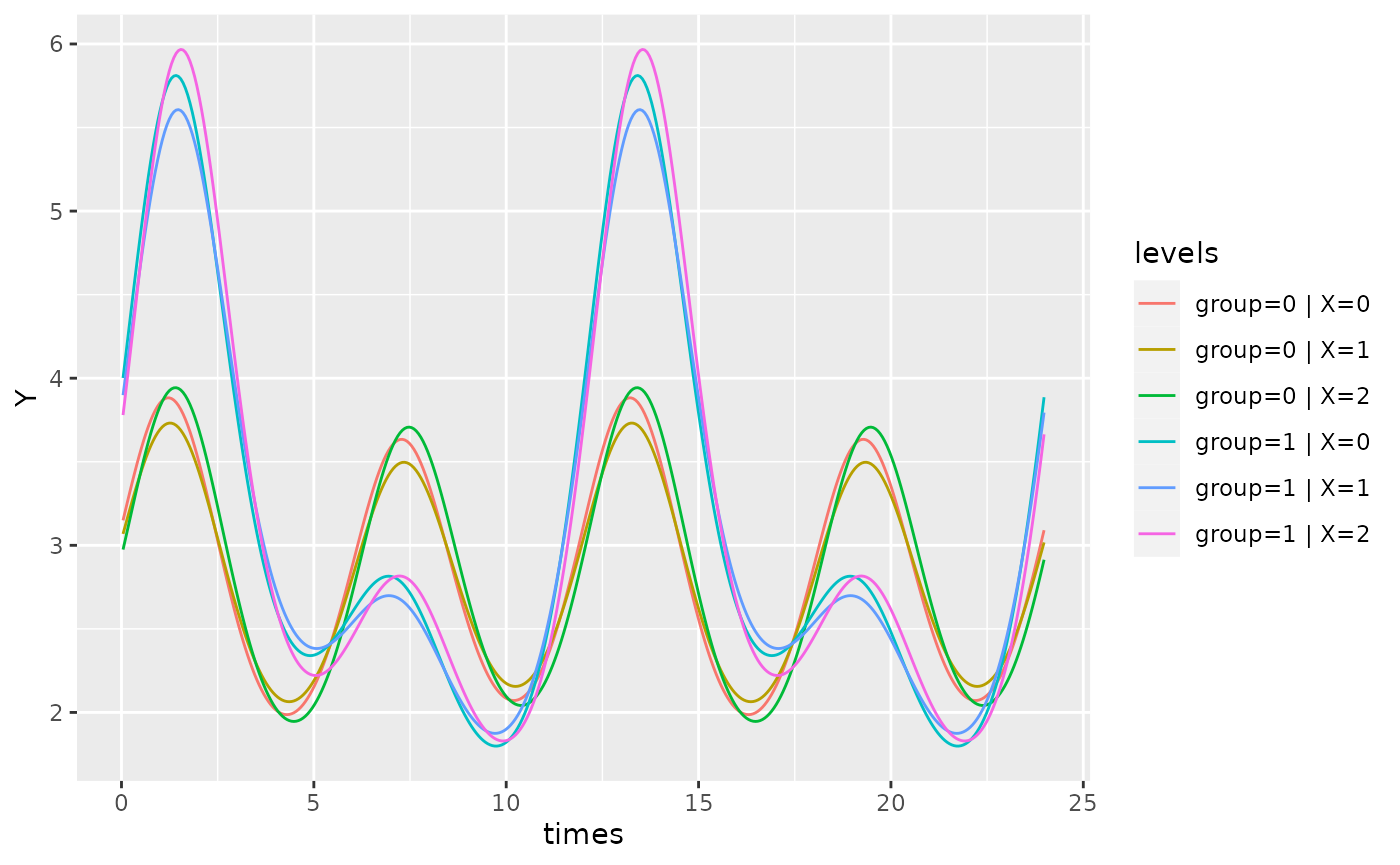 6
5
4
3
2
Y
0 5 10 15 20 25
times
levels
group=0 | X=0
group=0 | X=1
group=0 | X=2
group=1 | X=0
group=1 | X=1
group=1 | X=2